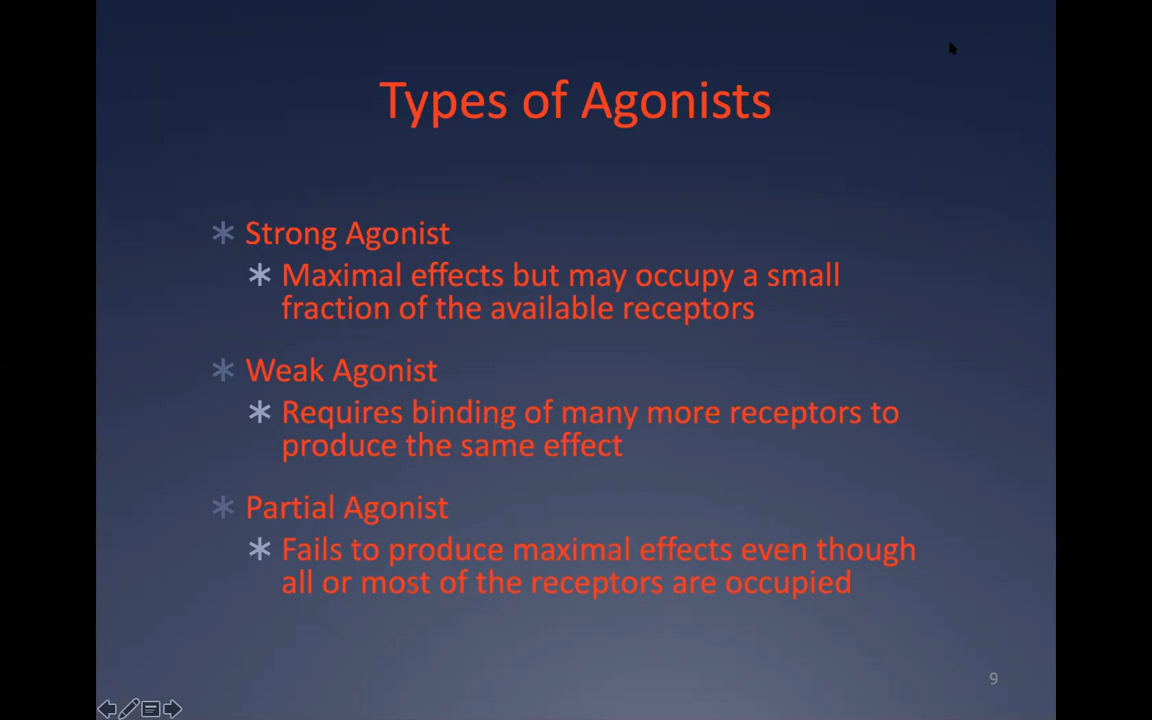 Types of Agonists
* Strong Agonist
* Maximal effects but may occupy a small
fraction of the available receptors
* Weak Agonist
* Requires binding of many more receptors to
produce the same effect
* Partial Agonist
* Fails to produce maximal effects even though
all or most of the receptors are occupied
9